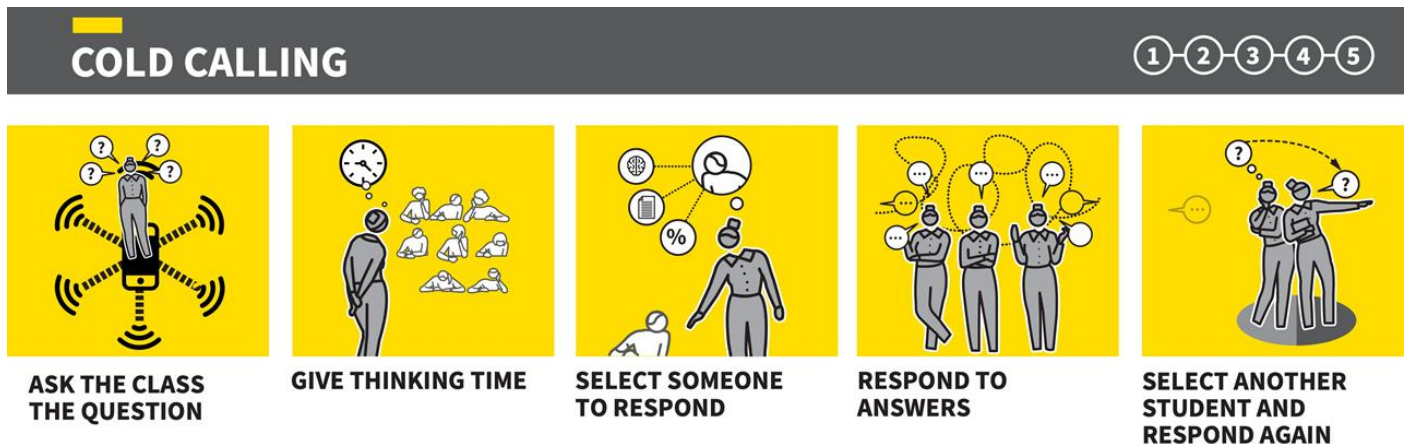 COLD CALLING
1 2 3 4 5
? ? ? ?
%
... ... ... ... ...
... ? ?
ASK THE CLASS
THE QUESTION
GIVE THINKING TIME
SELECT SOMEONE
TO RESPOND
RESPOND TO
ANSWERS
SELECT ANOTHER
STUDENT AND
RESPOND AGAIN